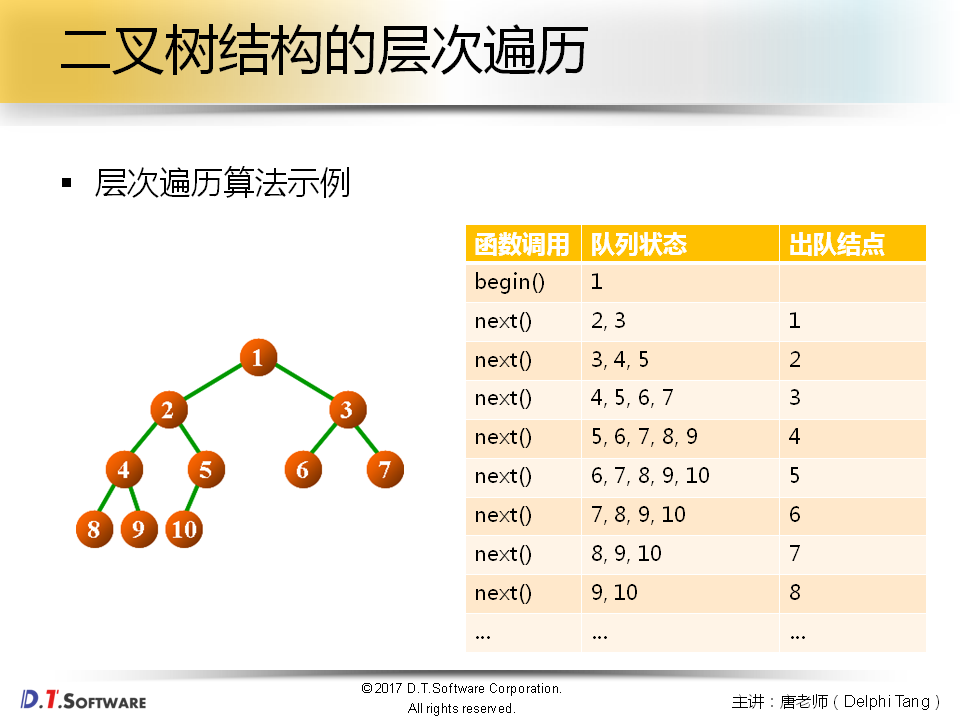 二叉树结构的层次遍历
▪ 层次遍历算法示例
函数调用 队列状态 出队结点
begin() 1
next() 2, 3 1
next() 3, 4, 5 2
next() 4, 5, 6, 7 3
next() 5, 6, 7, 8, 9 4
next() 6, 7, 8, 9, 10 5
next() 7, 8, 9, 10 6
next() 8, 9, 10 7
next() 9, 10 8
... ... ...
1
2 3
4 5 6 7
8 9 10
D.T.SOFTWARE
©2017 D.T.Software Corporation.
All rights reserved.
主讲：唐老师（Delphi Tang）